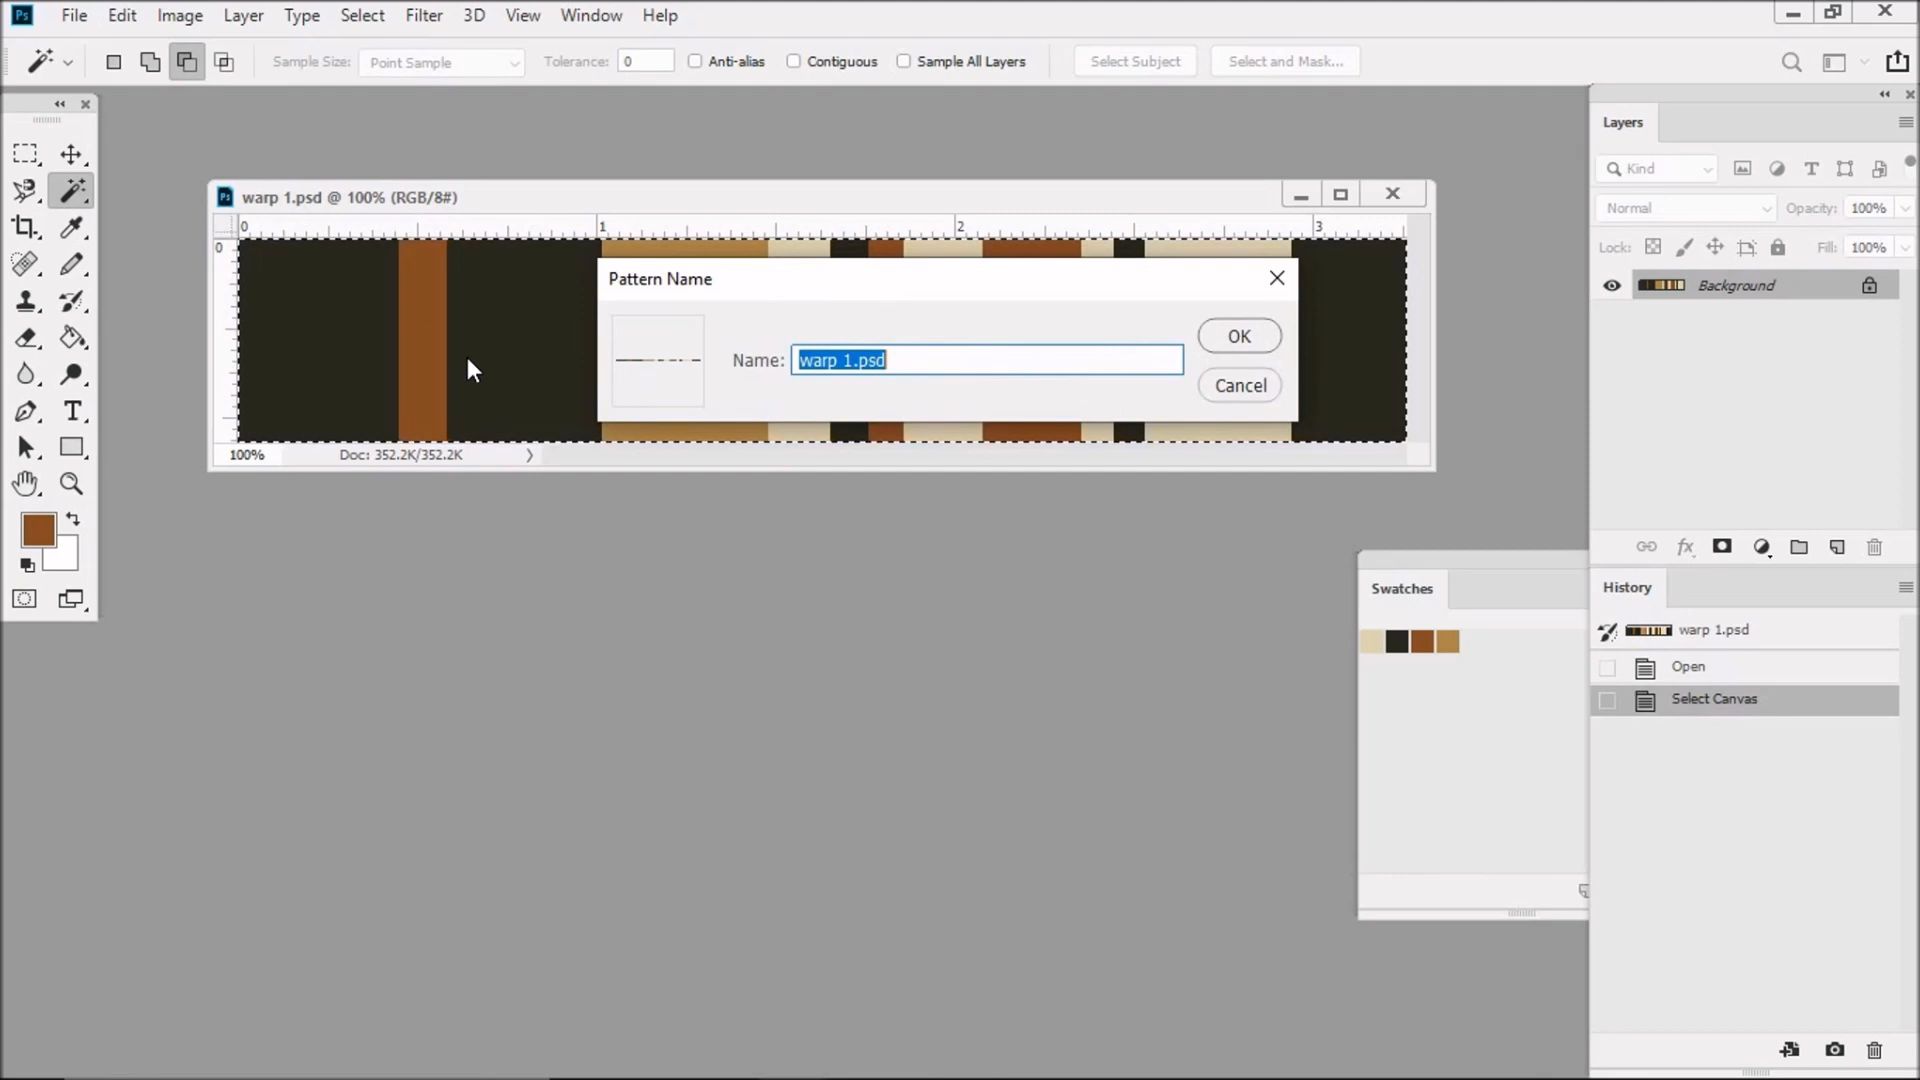 Ps File Edit Image Layer Type Select Filter 3D View Window Help
Sample Size: Point Sample Tolerance: 0 Anti-alias Contiguous Sample All Layers Select Subject Select and Mask...
Layers
Kind
Normal Opacity: 100%
Lock: Fill: 100%
Background
Ps warp 1.psd @ 100% (RGB/8#)
0 1 2 3
0
Pattern Name
Name: warp 1.psd
OK
Cancel
100% Doc: 352.2K/352.2K
T
fx
Swatches
History
warp 1.psd
Open
Select Canvas